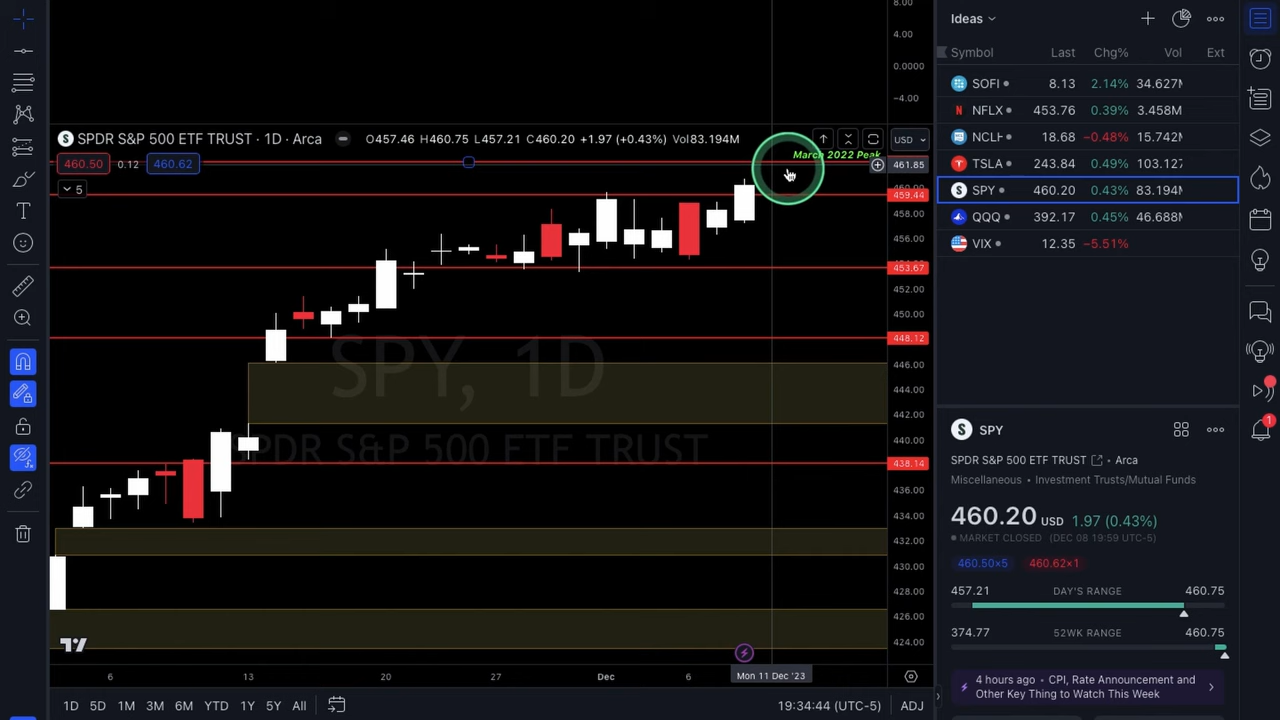 8.00
4.00
0.0000
−4.00
SPDR S&P 500 ETF TRUST · 1D · Arca O457.46 H460.75 L457.21 C460.20 +1.97 (+0.43%) Vol83.194M
USD
460.50 0.12 460.62
March 2022 Peak
461.85
5
459.44
458.00
456.00
453.67
452.00
450.00
448.12
446.00
444.00
442.00
440.00
438.14
436.00
434.00
432.00
430.00
428.00
426.00
424.00
SPY, 1D
SPDR S&P 500 ETF TRUST
6 13 20 27 Dec 6 Mon 11 Dec '23
1D 5D 1M 3M 6M YTD 1Y 5Y All
19:34:44 (UTC-5) ADJ
Ideas
Symbol Last Chg% Vol Ext
SOFI 8.13 2.14% 34.627M
NFLX 453.76 0.39% 3.458M
NCLH 18.68 −0.48% 15.742M
TSLA 243.84 0.49% 103.127
SPY 460.20 0.43% 83.194M
QQQ 392.17 0.45% 46.688M
VIX 12.35 −5.51%
SPY
SPDR S&P 500 ETF TRUST • Arca
Miscellaneous • Investment Trusts/Mutual Funds
460.20 USD 1.97 (0.43%)
MARKET CLOSED (DEC 08 19:59 UTC-5)
460.50×5 460.62×1
457.21 DAY'S RANGE 460.75
374.77 52WK RANGE 460.75
4 hours ago • CPI, Rate Announcement and
Other Key Thing to Watch This Week
1